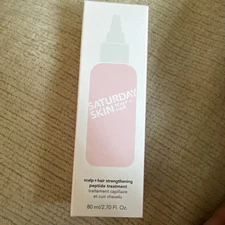 SATURDAY
SKIN
scalp + hair strengthening
peptide treatment
traitement capillaire
et cuir chevelu
80 ml/2.70 Fl. Oz.